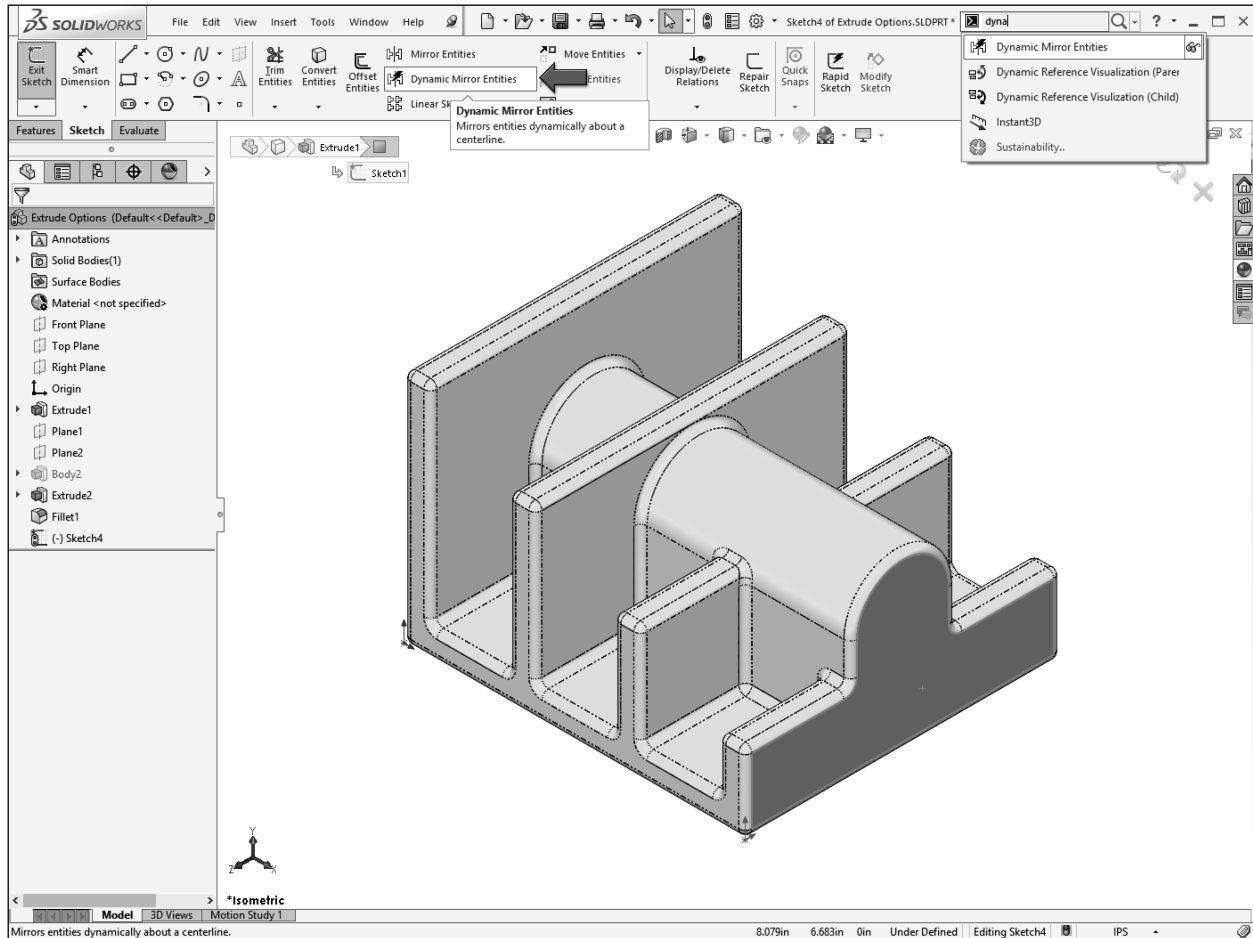 SOLIDWORKS File Edit View Insert Tools Window Help Sketch4 of Extrude Options.SLDPRT * dyna ?
Dynamic Mirror Entities
Dynamic Reference Visualization (Parer
Dynamic Reference Visulization (Child)
Instant3D
Sustainability..
Exit Sketch
Smart Dimension
Trim Entities
Convert Entities
Offset Entities
Mirror Entities
Dynamic Mirror Entities
Linear Sk
Move Entities
Entities
Display/Delete Relations
Repair Sketch
Quick Snaps
Rapid Sketch
Modify Sketch
Dynamic Mirror Entities
Mirrors entities dynamically about a
centerline.
Features Sketch Evaluate
Extrude1
Sketch1
Extrude Options (Default<<Default>_D
Annotations
Solid Bodies(1)
Surface Bodies
Material <not specified>
Front Plane
Top Plane
Right Plane
Origin
Extrude1
Plane1
Plane2
Body2
Extrude2
Fillet1
(-) Sketch4
Y
Z X
*Isometric
Model 3D Views Motion Study 1
Mirrors entities dynamically about a centerline. 8.079in 6.683in 0in Under Defined Editing Sketch4 IPS